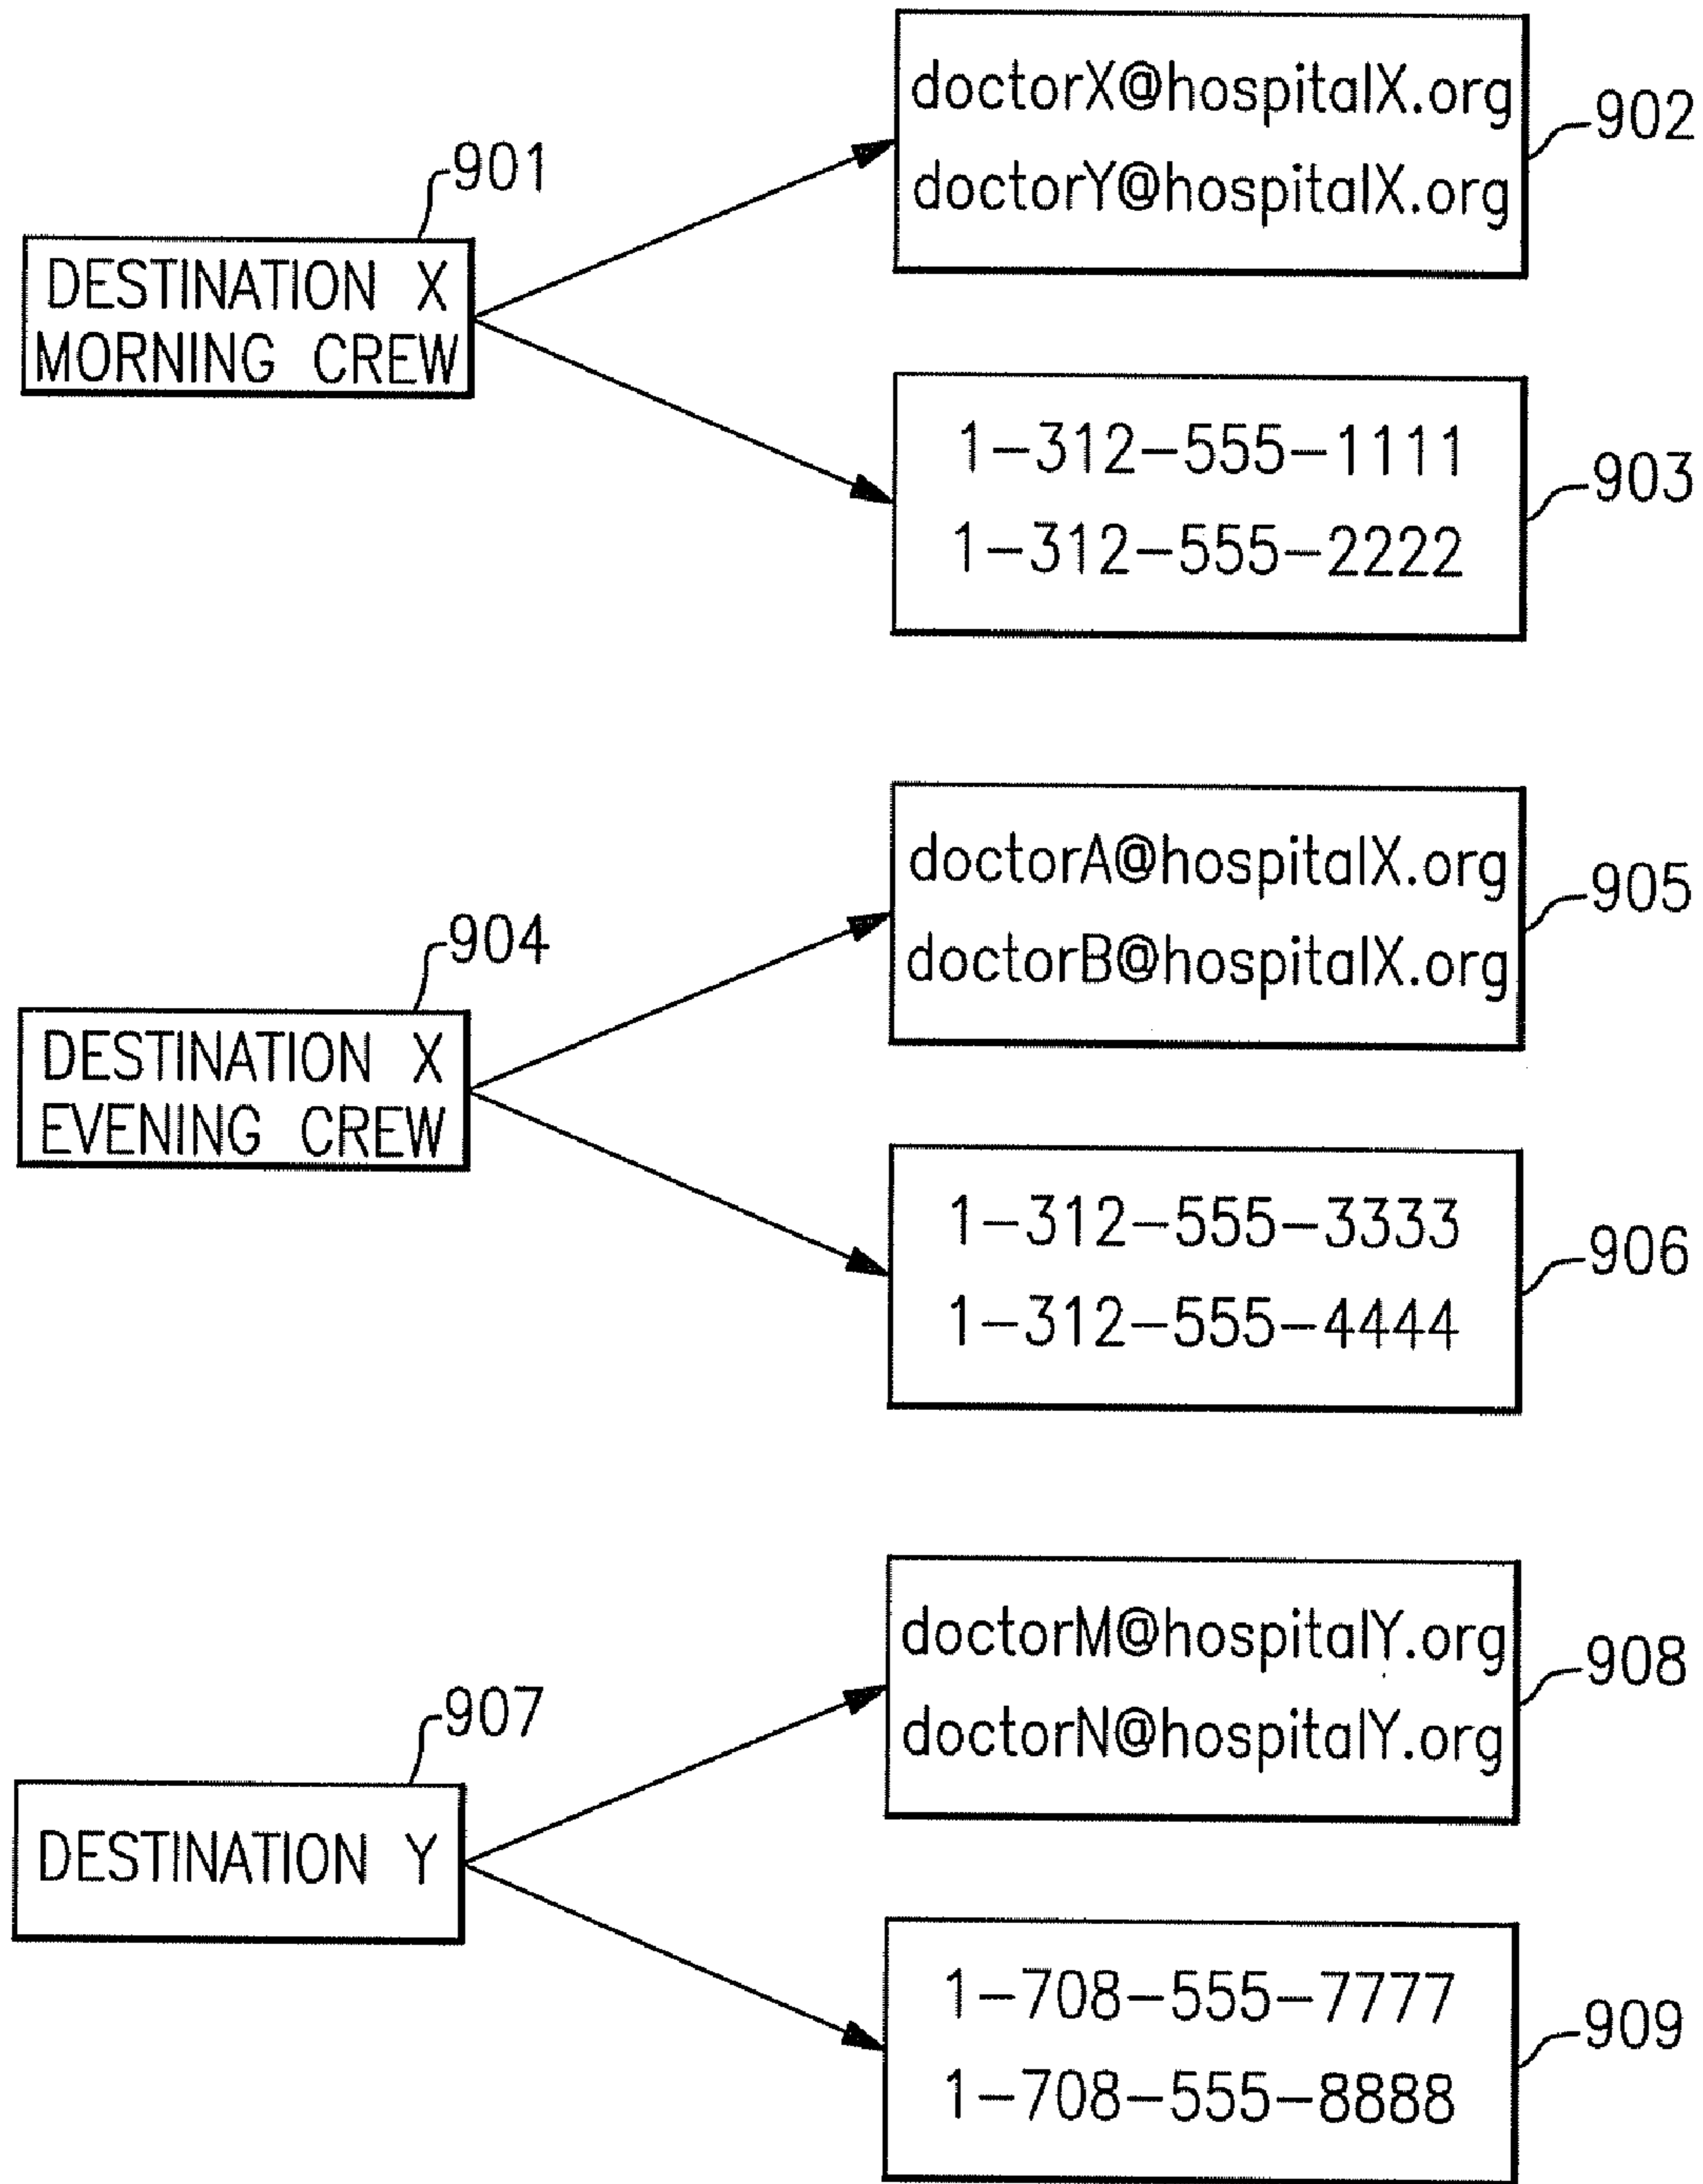 doctorX@hospitalX.org
doctorY@hospitalX.org
902
901
DESTINATION X
MORNING CREW
1-312-555-1111
1-312-555-2222
903
doctorA@hospitalX.org
doctorB@hospitalX.org
905
904
DESTINATION X
EVENING CREW
1-312-555-3333
1-312-555-4444
906
doctorM@hospitalY.org
doctorN@hospitalY.org
908
907
DESTINATION Y
1-708-555-7777
1-708-555-8888
909